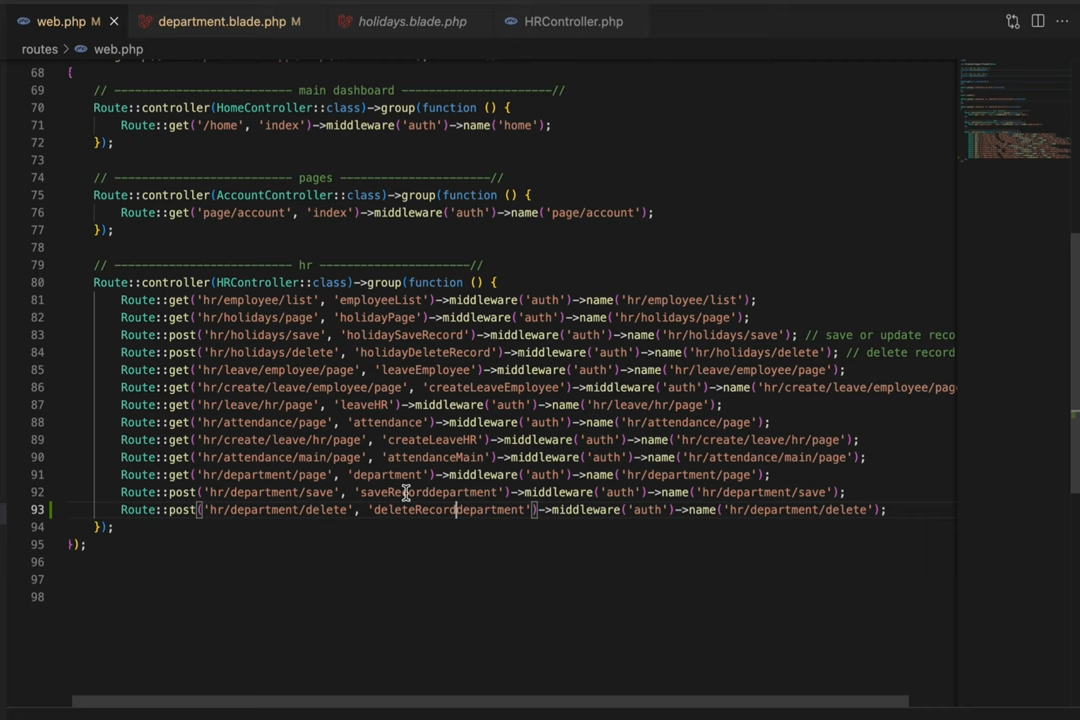 web.php M
department.blade.php M
holidays.blade.php
HRController.php
routes > web.php
68 {
69 // -------------------------- main dashboard ----------------------//
70 Route::controller(HomeController::class)->group(function () {
71 Route::get('/home', 'index')->middleware('auth')->name('home');
72 });
73
74 // -------------------------- pages ----------------------//
75 Route::controller(AccountController::class)->group(function () {
76 Route::get('page/account', 'index')->middleware('auth')->name('page/account');
77 });
78
79 // -------------------------- hr ----------------------//
80 Route::controller(HRController::class)->group(function () {
81 Route::get('hr/employee/list', 'employeeList')->middleware('auth')->name('hr/employee/list');
82 Route::get('hr/holidays/page', 'holidayPage')->middleware('auth')->name('hr/holidays/page');
83 Route::post('hr/holidays/save', 'holidaySaveRecord')->middleware('auth')->name('hr/holidays/save'); // save or update reco
84 Route::post('hr/holidays/delete', 'holidayDeleteRecord')->middleware('auth')->name('hr/holidays/delete'); // delete record
85 Route::get('hr/leave/employee/page', 'leaveEmployee')->middleware('auth')->name('hr/leave/employee/page');
86 Route::get('hr/create/leave/employee/page', 'createLeaveEmployee')->middleware('auth')->name('hr/create/leave/employee/pag
87 Route::get('hr/leave/hr/page', 'leaveHR')->middleware('auth')->name('hr/leave/hr/page');
88 Route::get('hr/attendance/page', 'attendance')->middleware('auth')->name('hr/attendance/page');
89 Route::get('hr/create/leave/hr/page', 'createLeaveHR')->middleware('auth')->name('hr/create/leave/hr/page');
90 Route::get('hr/attendance/main/page', 'attendanceMain')->middleware('auth')->name('hr/attendance/main/page');
91 Route::get('hr/department/page', 'department')->middleware('auth')->name('hr/department/page');
92 Route::post('hr/department/save', 'saveRecorddepartment')->middleware('auth')->name('hr/department/save');
93 Route::post('hr/department/delete', 'deleteRecorddepartment')->middleware('auth')->name('hr/department/delete');
94 });
95 });
96
97
98